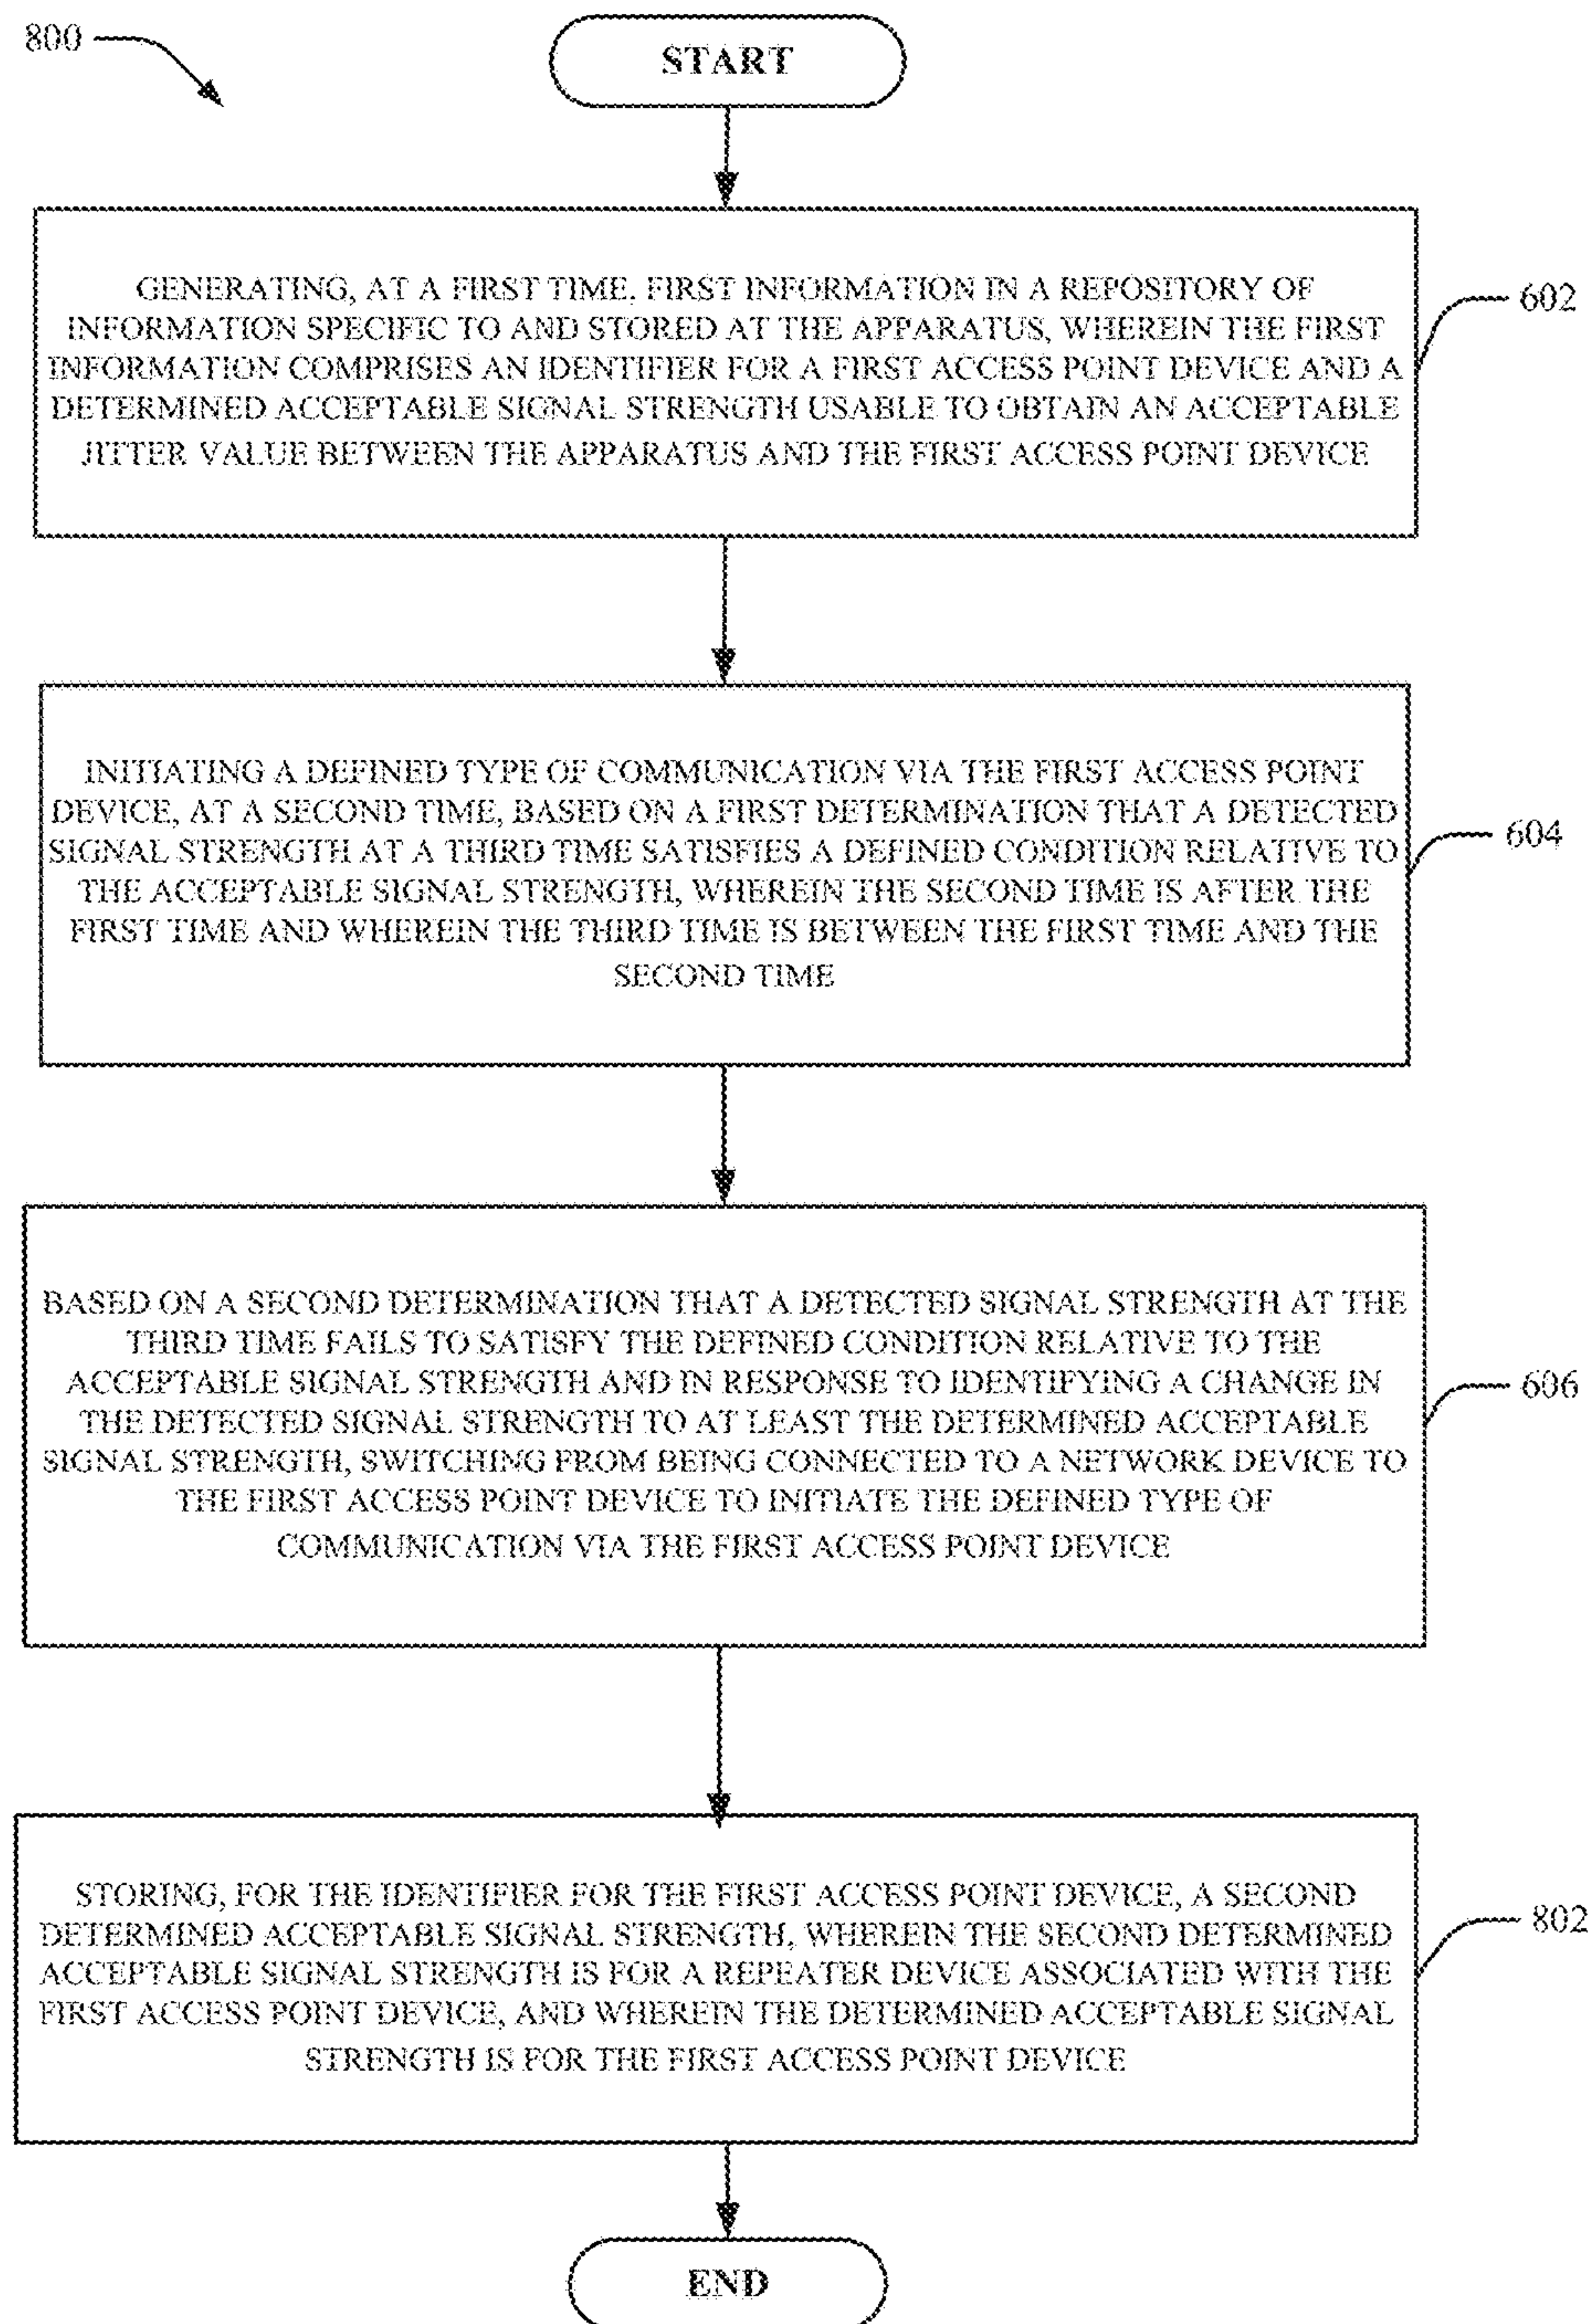 800
START
GENERATING, AT A FIRST TIME, FIRST INFORMATION IN A REPOSITORY OF
INFORMATION SPECIFIC TO AND STORED AT THE APPARATUS, WHEREIN THE FIRST
INFORMATION COMPRISES AN IDENTIFIER FOR A FIRST ACCESS POINT DEVICE AND A
DETERMINED ACCEPTABLE SIGNAL STRENGTH USABLE TO OBTAIN AN ACCEPTABLE
JITTER VALUE BETWEEN THE APPARATUS AND THE FIRST ACCESS POINT DEVICE
602
INITIATING A DEFINED TYPE OF COMMUNICATION VIA THE FIRST ACCESS POINT
DEVICE, AT A SECOND TIME, BASED ON A FIRST DETERMINATION THAT A DETECTED
SIGNAL STRENGTH AT A THIRD TIME SATISFIES A DEFINED CONDITION RELATIVE TO
THE ACCEPTABLE SIGNAL STRENGTH, WHEREIN THE SECOND TIME IS AFTER THE
FIRST TIME AND WHEREIN THE THIRD TIME IS BETWEEN THE FIRST TIME AND THE
SECOND TIME
604
BASED ON A SECOND DETERMINATION THAT A DETECTED SIGNAL STRENGTH AT THE
THIRD TIME FAILS TO SATISFY THE DEFINED CONDITION RELATIVE TO THE
ACCEPTABLE SIGNAL STRENGTH AND IN RESPONSE TO IDENTIFYING A CHANGE IN
THE DETECTED SIGNAL STRENGTH TO AT LEAST THE DETERMINED ACCEPTABLE
SIGNAL STRENGTH, SWITCHING FROM BEING CONNECTED TO A NETWORK DEVICE TO
THE FIRST ACCESS POINT DEVICE TO INITIATE THE DEFINED TYPE OF
COMMUNICATION VIA THE FIRST ACCESS POINT DEVICE
606
STORING, FOR THE IDENTIFIER FOR THE FIRST ACCESS POINT DEVICE, A SECOND
DETERMINED ACCEPTABLE SIGNAL STRENGTH, WHEREIN THE SECOND DETERMINED
ACCEPTABLE SIGNAL STRENGTH IS FOR A REPEATER DEVICE ASSOCIATED WITH THE
FIRST ACCESS POINT DEVICE, AND WHEREIN THE DETERMINED ACCEPTABLE SIGNAL
STRENGTH IS FOR THE FIRST ACCESS POINT DEVICE
802
END